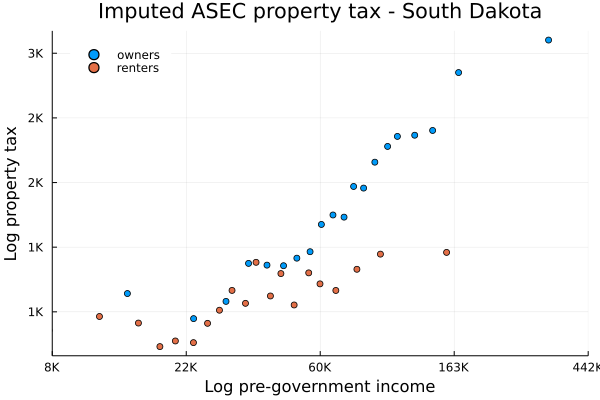 Imputed ASEC property tax - South Dakota
owners
renters
3K
2K
2K
1K
1K
Log property tax
8K 22K 60K 163K 442K
Log pre-government income